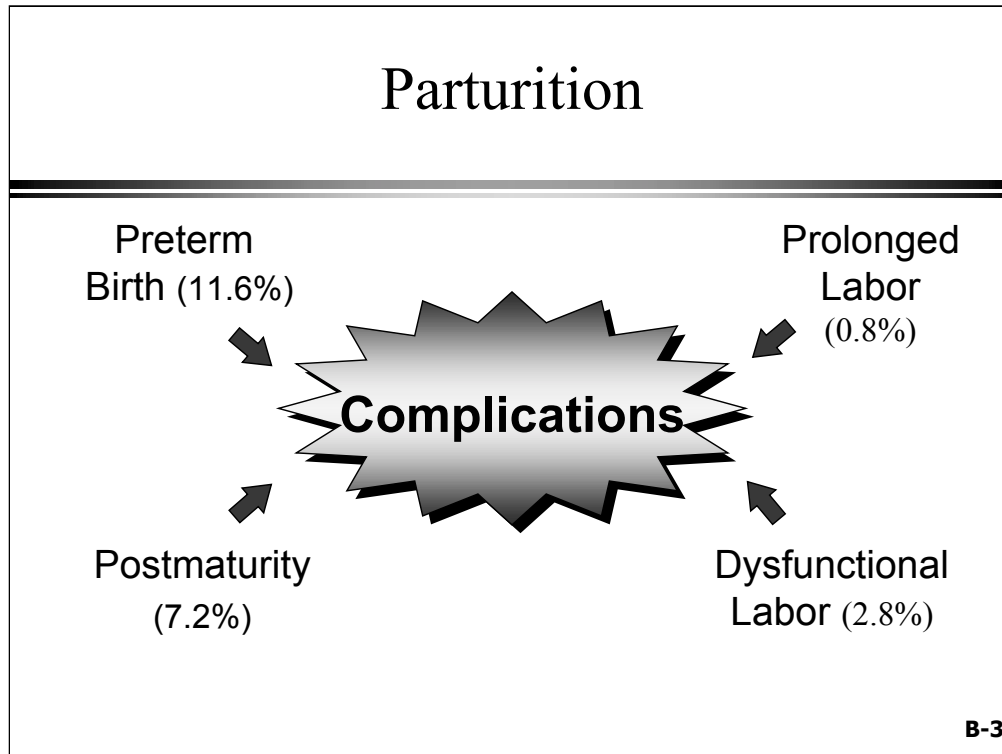 Parturition
Preterm
Birth (11.6%)
Prolonged
Labor
(0.8%)
Complications
Postmaturity
(7.2%)
Dysfunctional
Labor (2.8%)
B-3